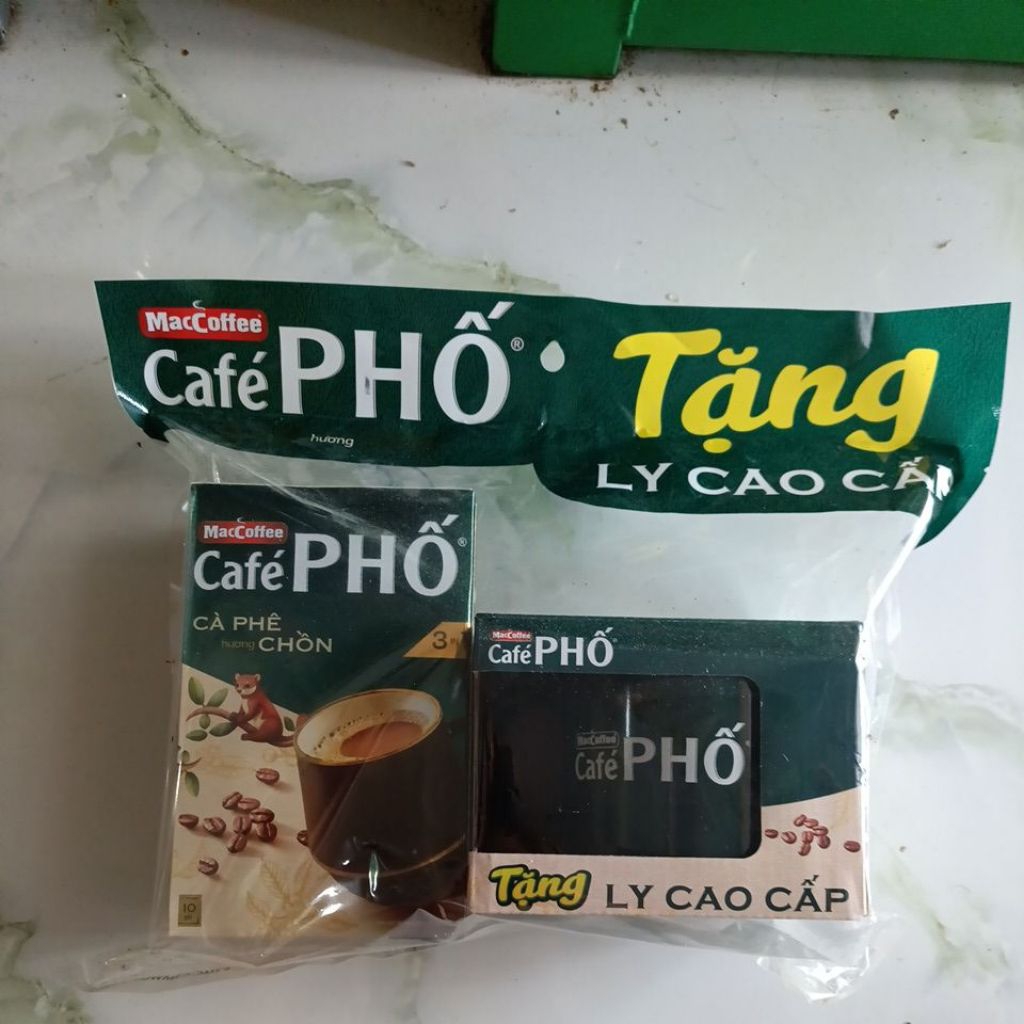 MacCoffee
Café PHỐ®
hương
Tặng
LY CAO CẤ
MacCoffee
Café PHỐ®
CÀ PHÊ
hương CHỒN
3 in
10
MacCoffee
Café PHỐ
MacCoffee
Café PHỐ
Tặng LY CAO CẤP